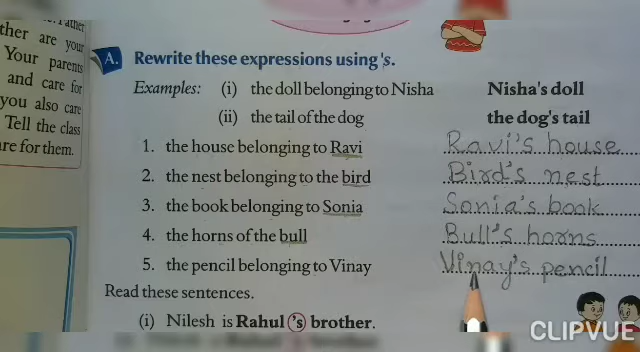 ther are your
Your parents
and care for
you also care
Tell the class
re for them.
A. Rewrite these expressions using 's.
Examples: (i) the doll belonging to Nisha Nisha's doll
(ii) the tail of the dog the dog's tail
1. the house belonging to Ravi Ravi's house
2. the nest belonging to the bird Bird's nest
3. the book belonging to Sonia Sonia's book
4. the horns of the bull Bull's horns
5. the pencil belonging to Vinay Vinay's pencil
Read these sentences.
(i) Nilesh is Rahul's brother.
CLIPVUE